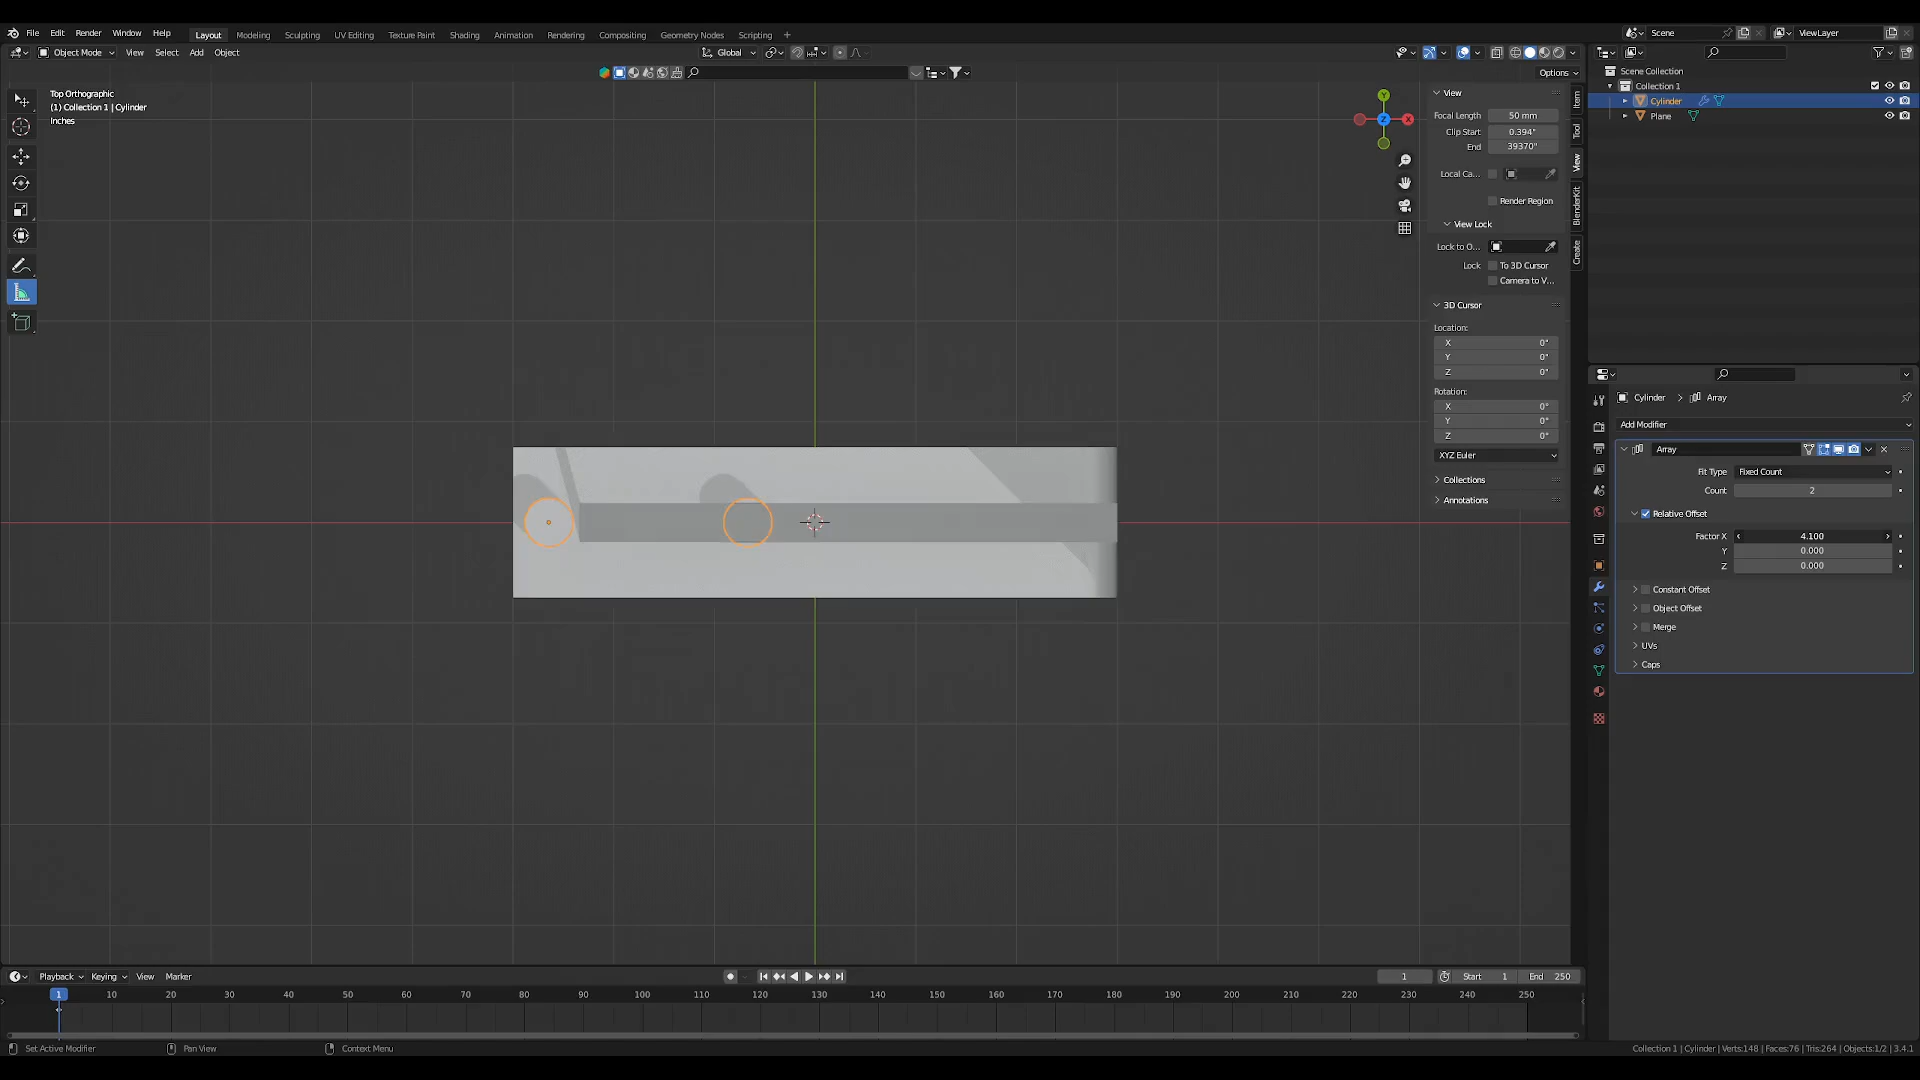 File Edit Render Window Help
Layout Modeling Sculpting UV Editing Texture Paint Shading Animation Rendering Compositing Geometry Nodes Scripting +
Scene
ViewLayer
Object Mode View Select Add Object
Global
Options
Top Orthographic
(1) Collection 1 | Cylinder
Inches
Y
X
Z
View
Focal Length 50 mm
Clip Start 0.394"
End 39370"
Local Ca...
Render Region
View Lock
Lock to O...
Lock To 3D Cursor
Camera to V...
3D Cursor
Location:
X 0"
Y 0"
Z 0"
Rotation:
X 0°
Y 0°
Z 0°
XYZ Euler
Collections
Annotations
Item
Tool
View
BlenderKit
Create
Scene Collection
Collection 1
Cylinder
Plane
Cylinder > Array
Add Modifier
Array
Fit Type Fixed Count
Count 2
Relative Offset
Factor X 4.100
Y 0.000
Z 0.000
Constant Offset
Object Offset
Merge
UVs
Caps
Playback Keying View Marker
1 Start 1 End 250
1 10 20 30 40 50 60 70 80 90 100 110 120 130 140 150 160 170 180 190 200 210 220 230 240 250
Set Active Modifier Pan View Context Menu
Collection 1 | Cylinder | Verts:148 | Faces:76 | Tris:264 | Objects:1/2 | 3.4.1